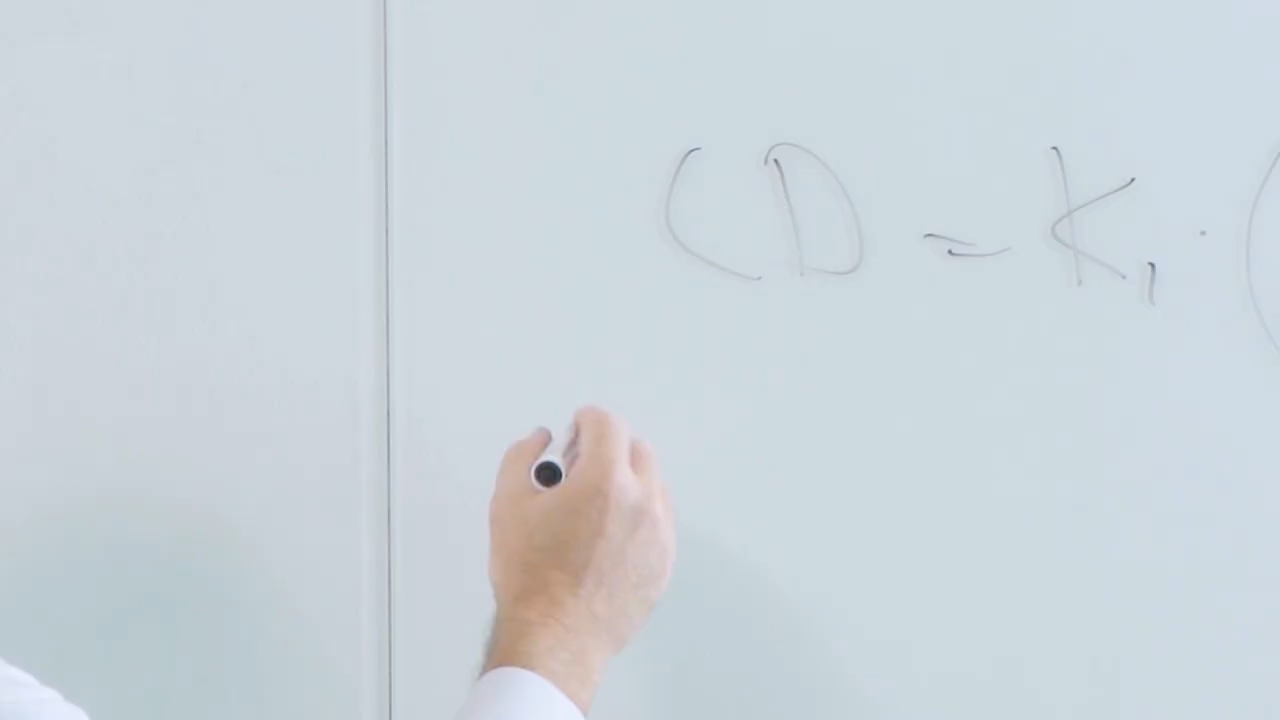 CD = K₁ · (